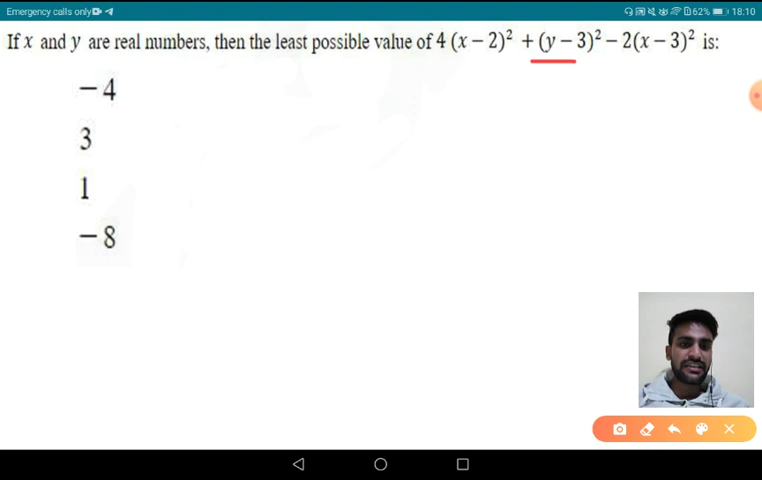 Emergency calls only 62% 18:10
If x and y are real numbers, then the least possible value of 4 (x – 2)² + (y – 3)² – 2(x – 3)² is:
– 4
3
1
– 8